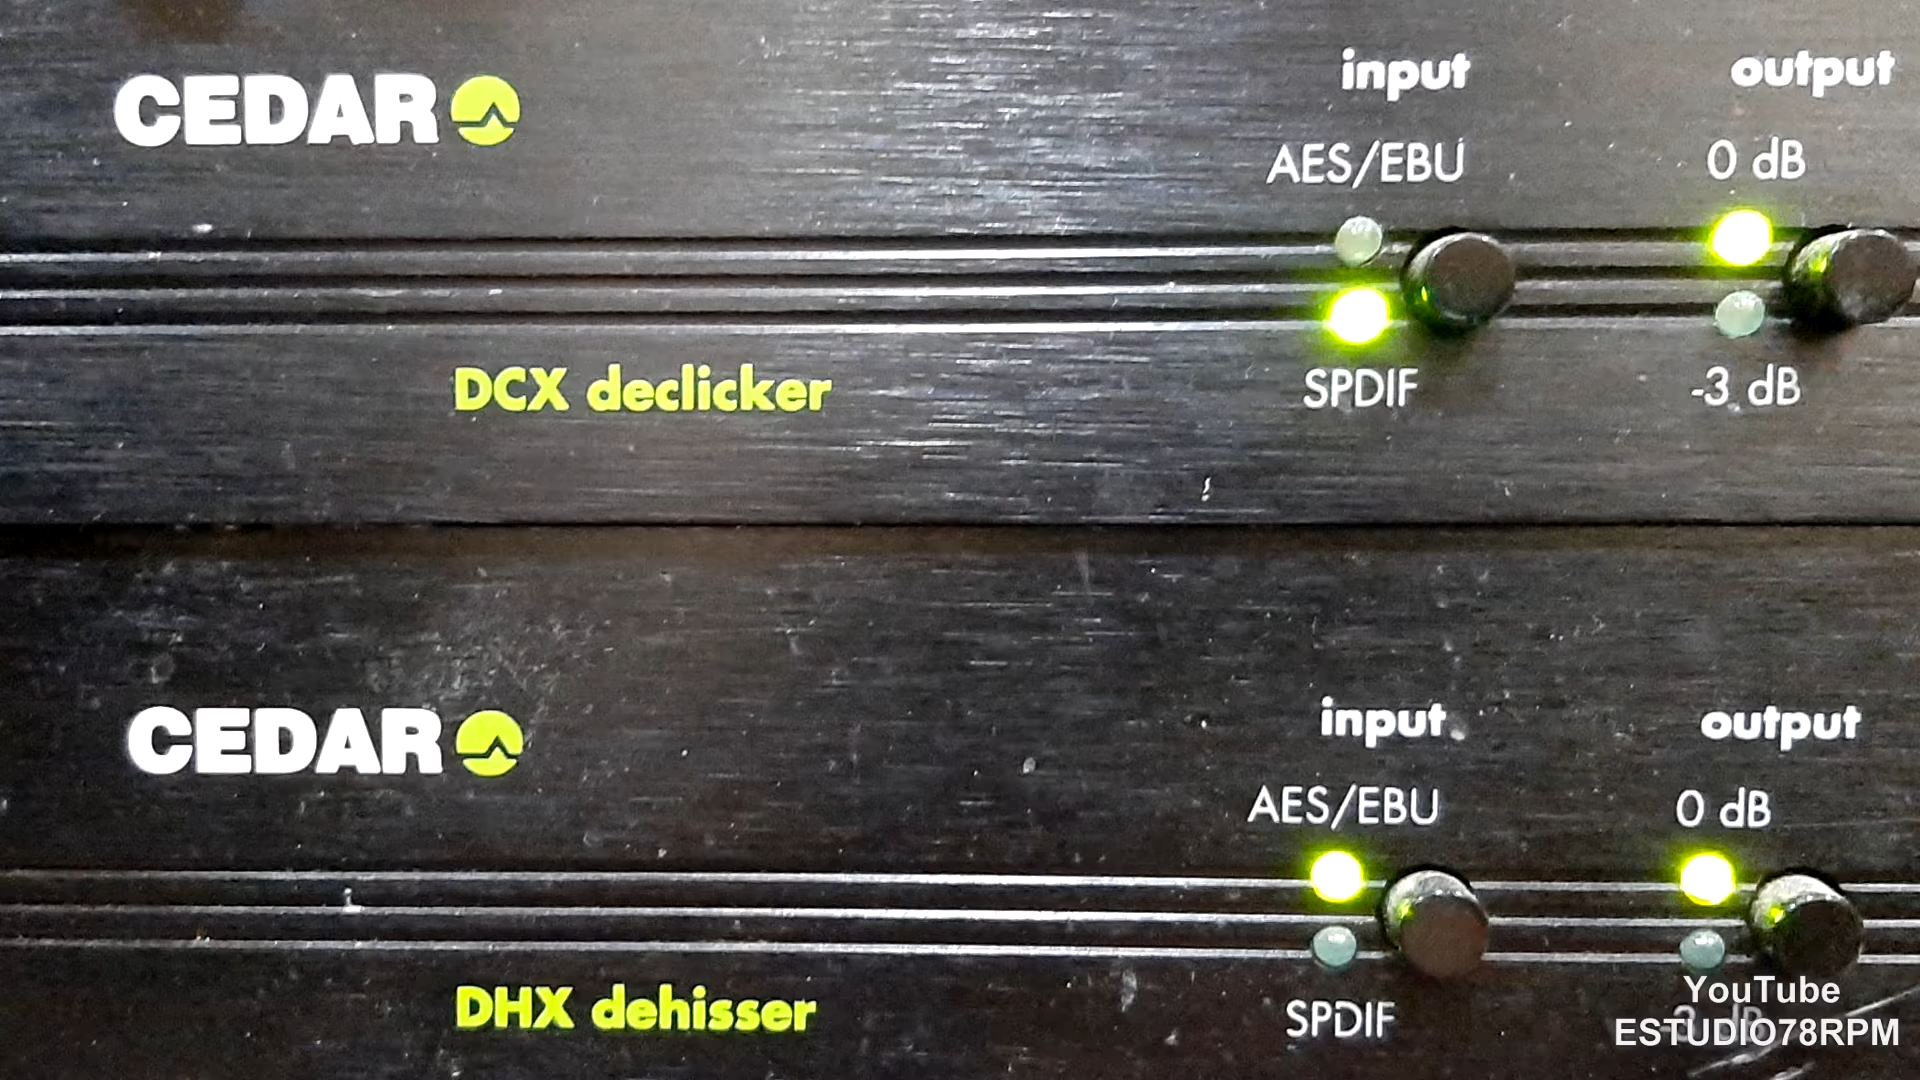 CEDAR
input
output
AES/EBU
0 dB
DCX declicker
SPDIF
-3 dB
CEDAR
input
output
AES/EBU
0 dB
DHX dehisser
SPDIF
YouTube
ESTUDIO78RPM